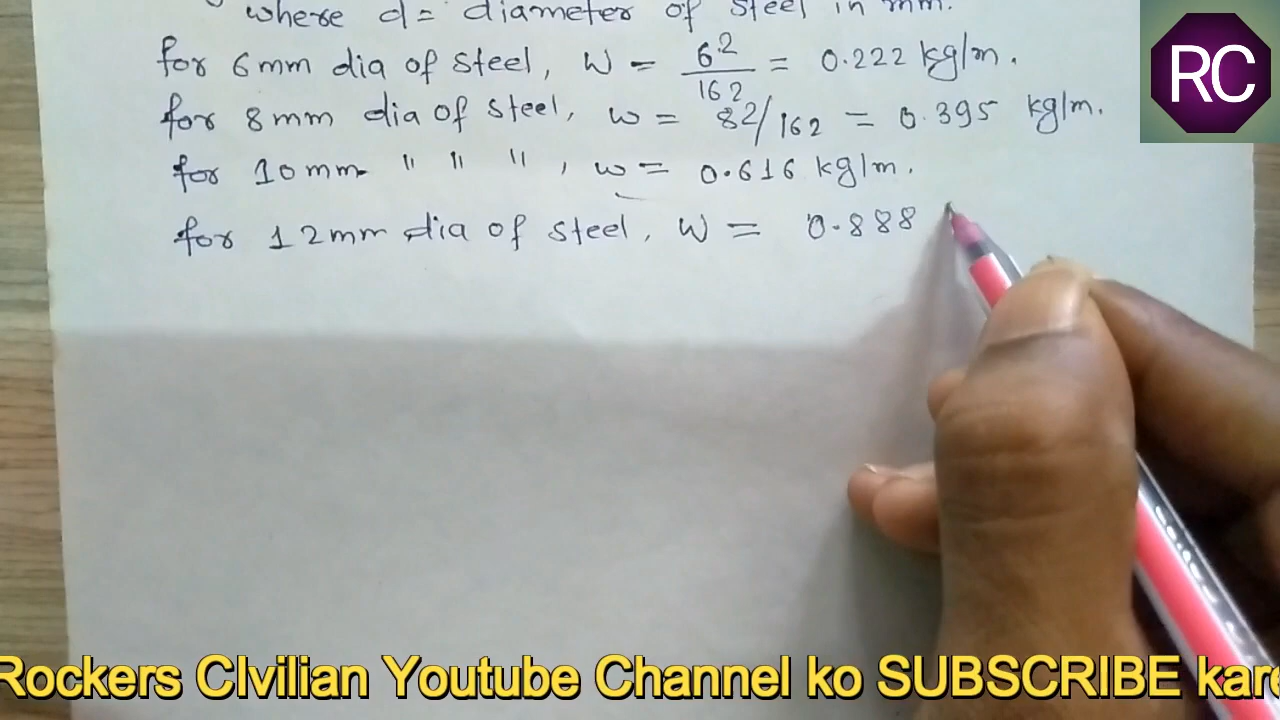 where d = diameter of steel in mm.
RC
for 6mm dia of steel, W = 6²/162 = 0.222 kg/m.
for 8mm dia of steel, w = 8²/162 = 0.395 kg/m.
for 10mm " " ", w = 0.616 kg/m.
for 12mm dia of steel, W = 0.888
Rockers CIvilian Youtube Channel ko SUBSCRIBE kare